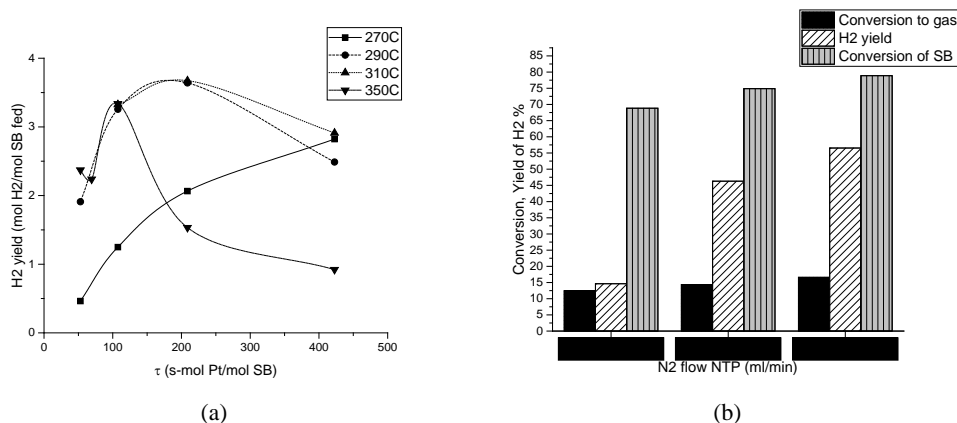 270C
290C
310C
350C
4
3
2
1
0
H2 yield (mol H2/mol SB fed)
0 100 200 300 400 500
τ (s-mol Pt/mol SB)
(a)
Conversion to gas
H2 yield
Conversion of SB
85
80
75
70
65
60
55
50
45
40
35
30
25
20
15
10
5
0
Conversion, Yield of H2 %
N2 flow NTP (ml/min)
(b)